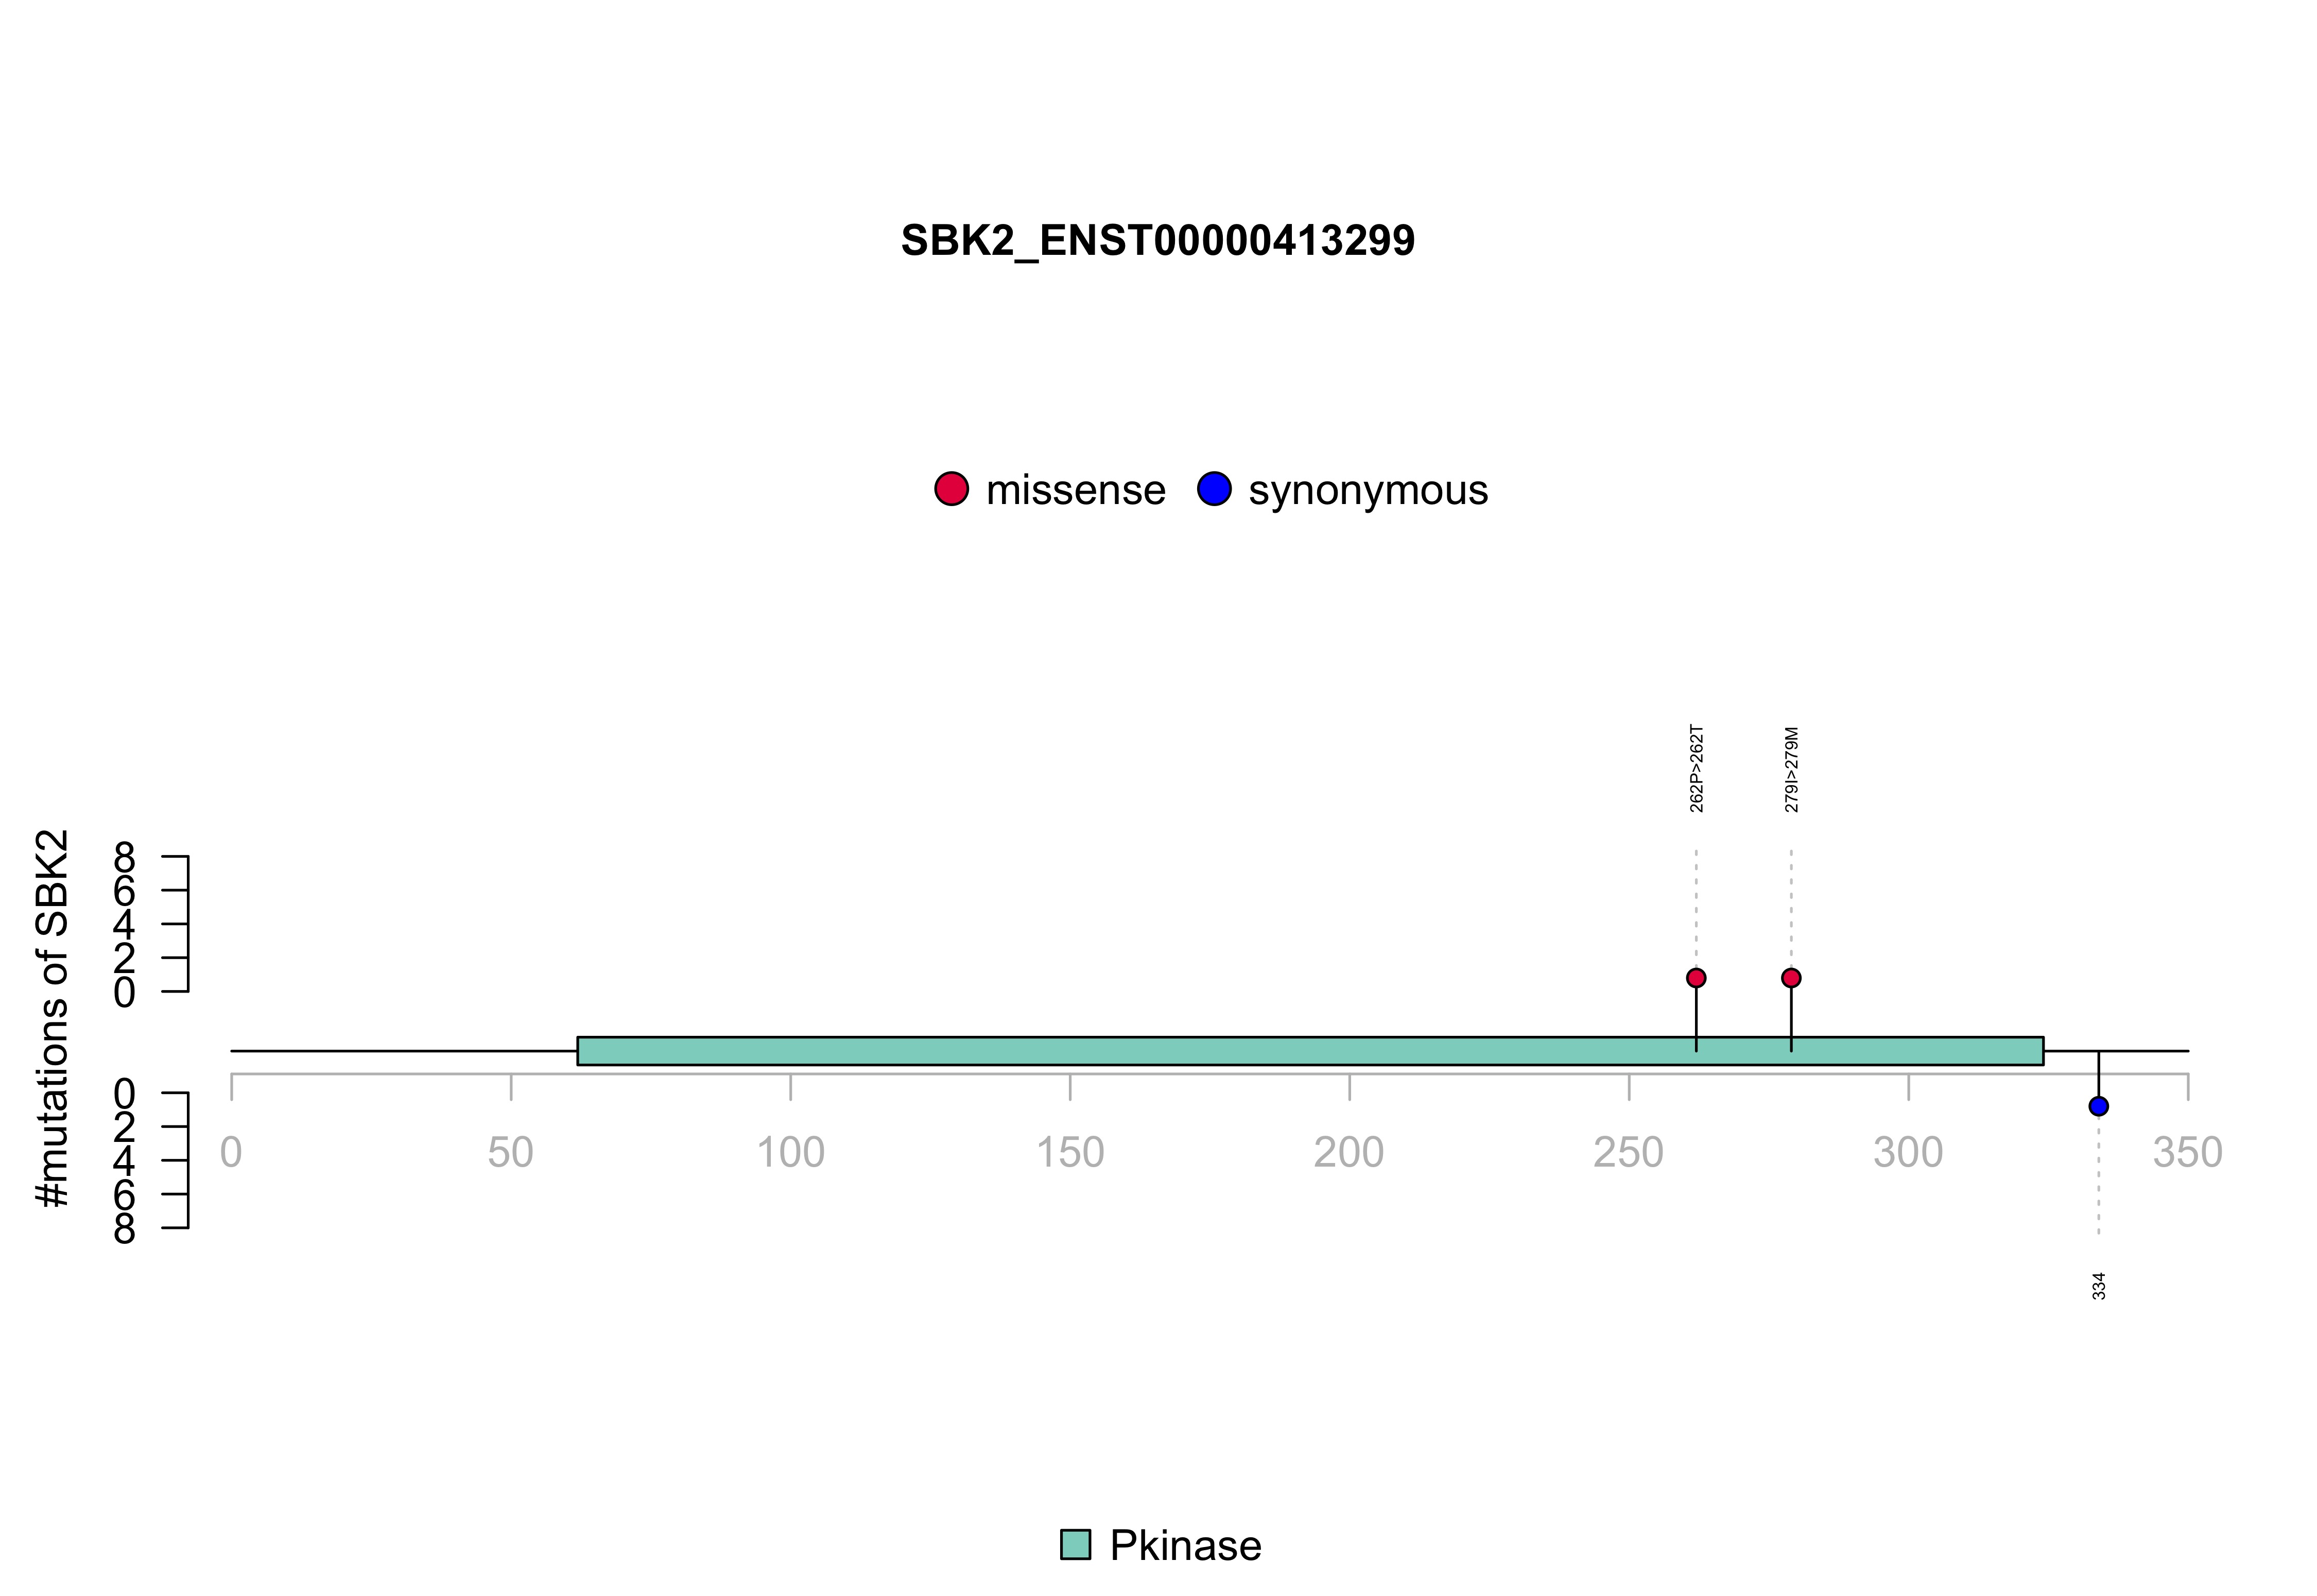 SBK2_ENST00000413299
missense synonymous
262P>262T
279I>279M
#mutations of SBK2
8
6
4
2
0
0
2
4
6
8
0 50 100 150 200 250 300 350
334
Pkinase